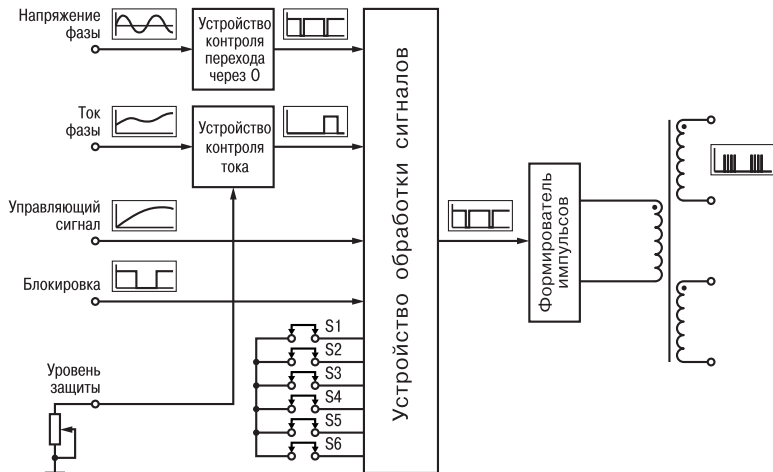 Напряжение
фазы
Устройство
контроля
перехода
через 0
Ток
фазы
Устройство
контроля
тока
Управляющий
сигнал
Блокировка
Уровень
защиты
S1
S2
S3
S4
S5
S6
Устройство обработки сигналов
Формирователь
импульсов